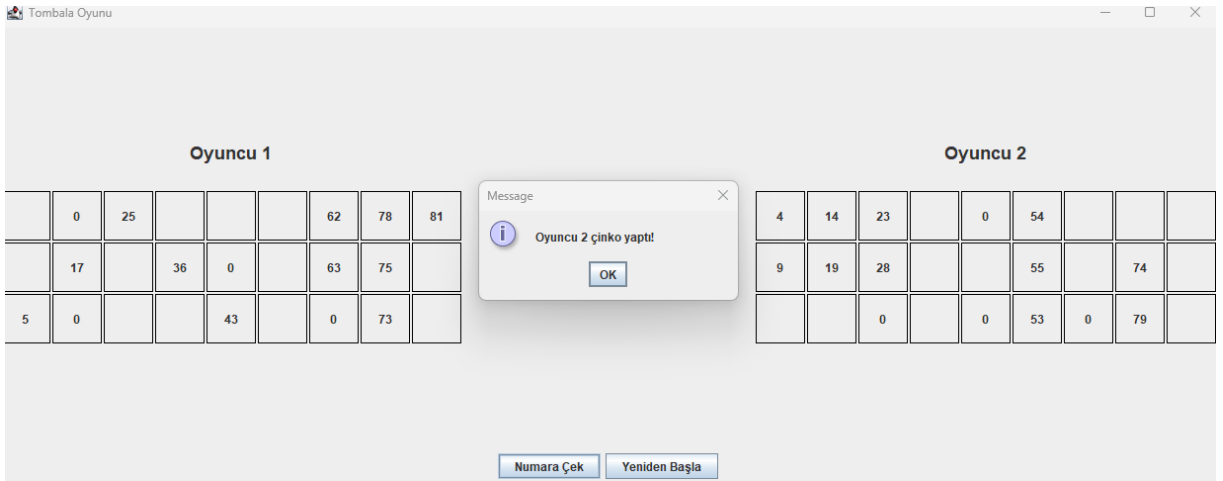 Tombala Oyunu
Oyuncu 1
0 25 62 78 81
17 36 0 63 75
5 0 43 0 73
Message
Oyuncu 2 çinko yaptı!
OK
Oyuncu 2
4 14 23 0 54
9 19 28 55 74
0 0 53 0 79
Numara Çek
Yeniden Başla